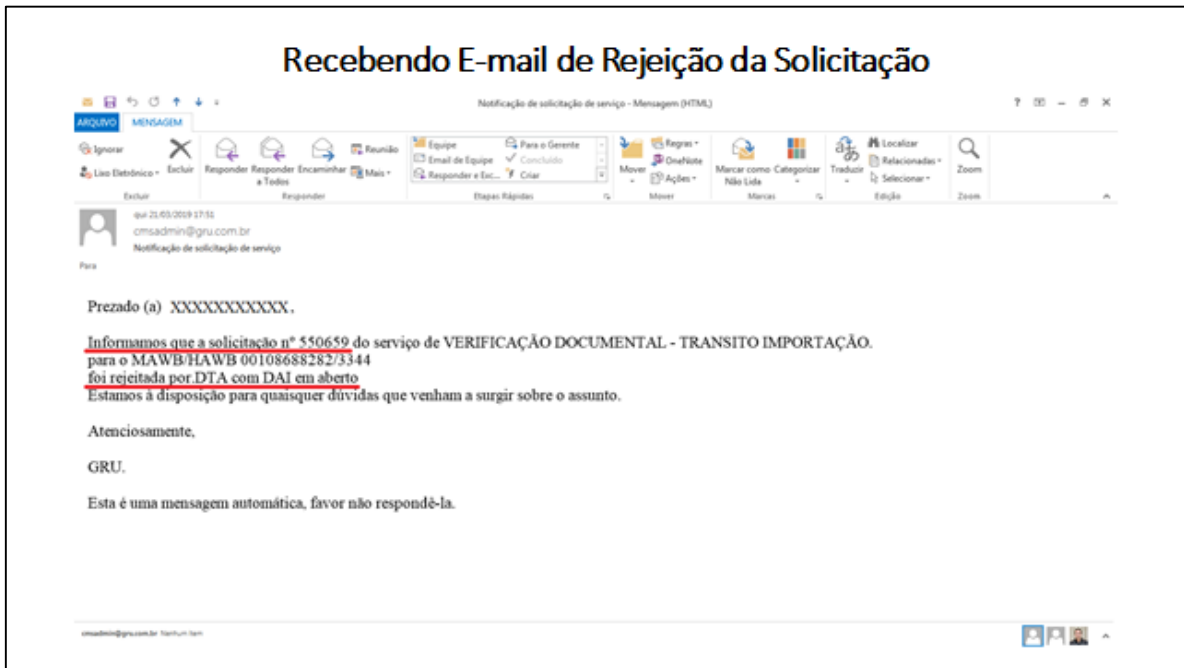 Recebendo E-mail de Rejeição da Solicitação
Notificação de solicitação de serviço - Mensagem (HTML)
ARQUIVO MENSAGEM
Ignorar
Lixo Eletrônico
Excluir
Responder
Responder a Todos
Encaminhar
Reunião
Mais
Equipe
Email de Equipe
Responder e Exc...
Para o Gerente
Concluído
Criar
Mover
Regras
OneNote
Ações
Marcar como Não Lida
Categorizar
Traduzir
Localizar
Relacionadas
Selecionar
Zoom
Excluir Responder Etapas Rápidas Mover Marcas Edição Zoom
qui 21/03/2019 17:51
cmsadmin@gru.com.br
Notificação de solicitação de serviço
Para
Prezado (a) XXXXXXXXXXX,
Informamos que a solicitação nº 550659 do serviço de VERIFICAÇÃO DOCUMENTAL - TRANSITO IMPORTAÇÃO.
para o MAWB/HAWB 00108688282/3344
foi rejeitada por.DTA com DAI em aberto
Estamos à disposição para quaisquer dúvidas que venham a surgir sobre o assunto.
Atenciosamente,
GRU.
Esta é uma mensagem automática, favor não respondê-la.
cmsadmin@gru.com.br Nenhum item